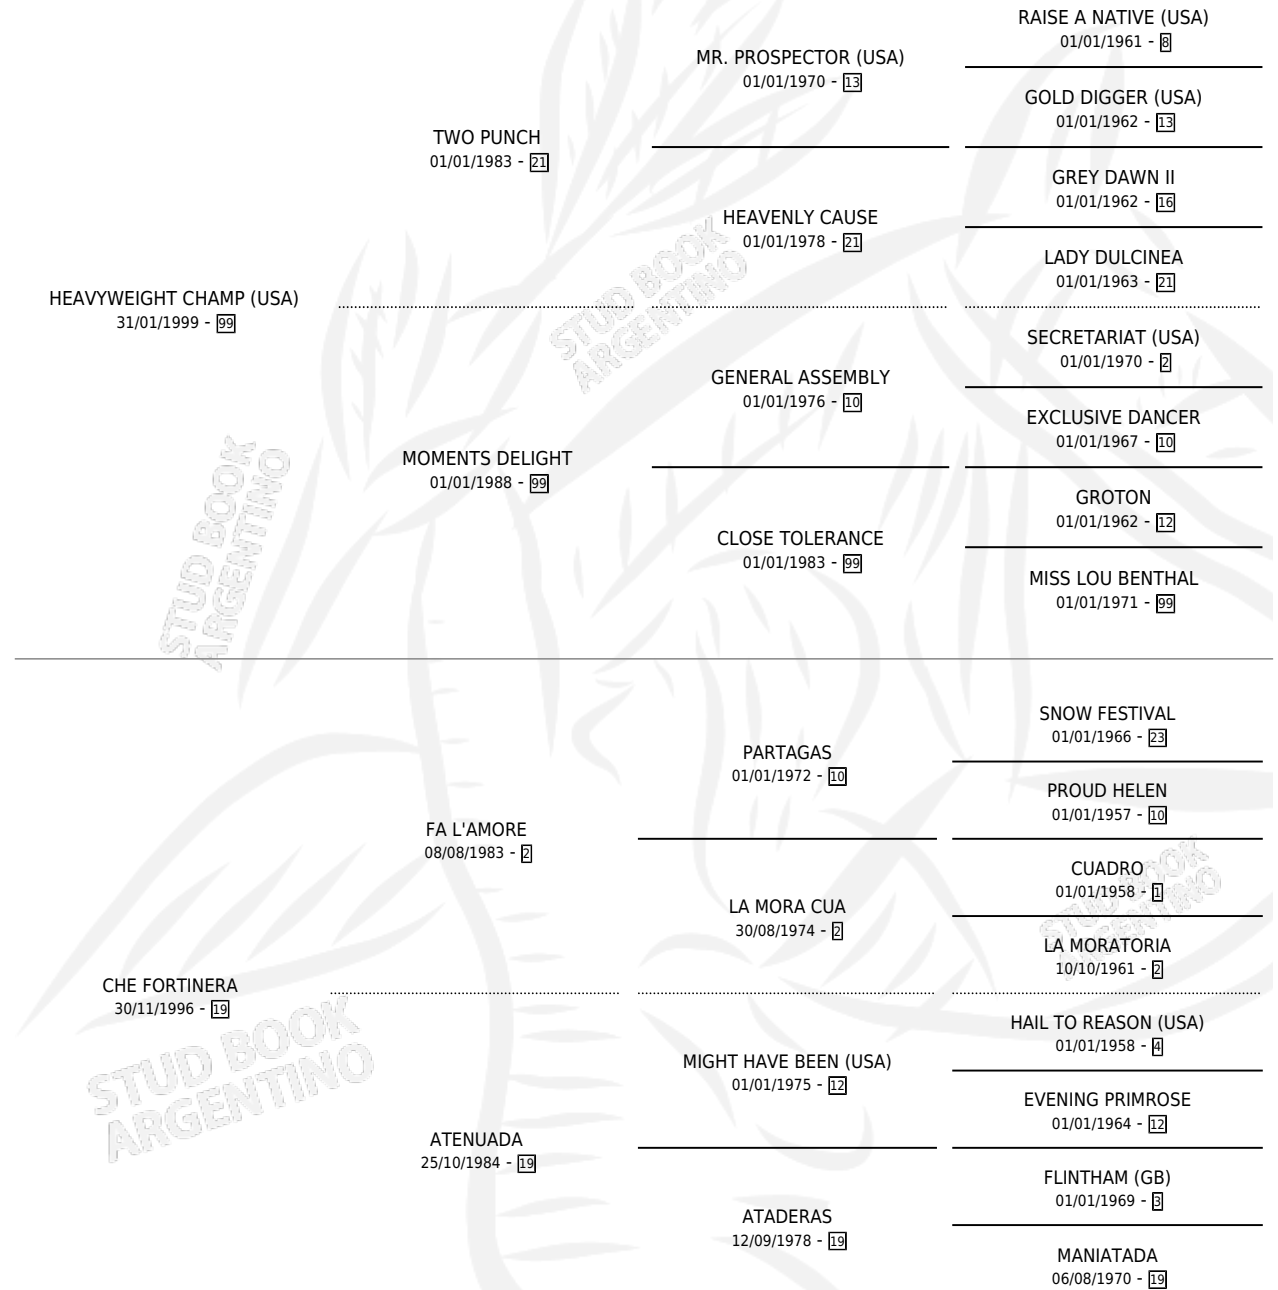 RAISE A NATIVE (USA)
01/01/1961 - 8
MR. PROSPECTOR (USA)
01/01/1970 - 13
GOLD DIGGER (USA)
01/01/1962 - 13
TWO PUNCH
01/01/1983 - 21
GREY DAWN II
01/01/1962 - 16
HEAVENLY CAUSE
01/01/1978 - 21
LADY DULCINEA
01/01/1963 - 21
HEAVYWEIGHT CHAMP (USA)
31/01/1999 - 99
STUD BOOK
ARGENTINO
SECRETARIAT (USA)
01/01/1970 - 2
GENERAL ASSEMBLY
01/01/1976 - 10
EXCLUSIVE DANCER
01/01/1967 - 10
MOMENTS DELIGHT
01/01/1988 - 99
GROTON
01/01/1962 - 12
CLOSE TOLERANCE
01/01/1983 - 99
MISS LOU BENTHAL
01/01/1971 - 99
STUD BOOK
ARGENTINO
SNOW FESTIVAL
01/01/1966 - 23
PARTAGAS
01/01/1972 - 10
PROUD HELEN
01/01/1957 - 10
FA L'AMORE
08/08/1983 - 2
CUADRO
01/01/1958 - 1
LA MORA CUA
30/08/1974 - 2
STUD BOOK
ARGENTINO
LA MORATORIA
10/10/1961 - 2
CHE FORTINERA
30/11/1996 - 19
HAIL TO REASON (USA)
01/01/1958 - 4
MIGHT HAVE BEEN (USA)
01/01/1975 - 12
EVENING PRIMROSE
01/01/1964 - 12
STUD BOOK
ARGENTINO
ATENUADA
25/10/1984 - 19
FLINTHAM (GB)
01/01/1969 - 3
ATADERAS
12/09/1978 - 19
MANIATADA
06/08/1970 - 19